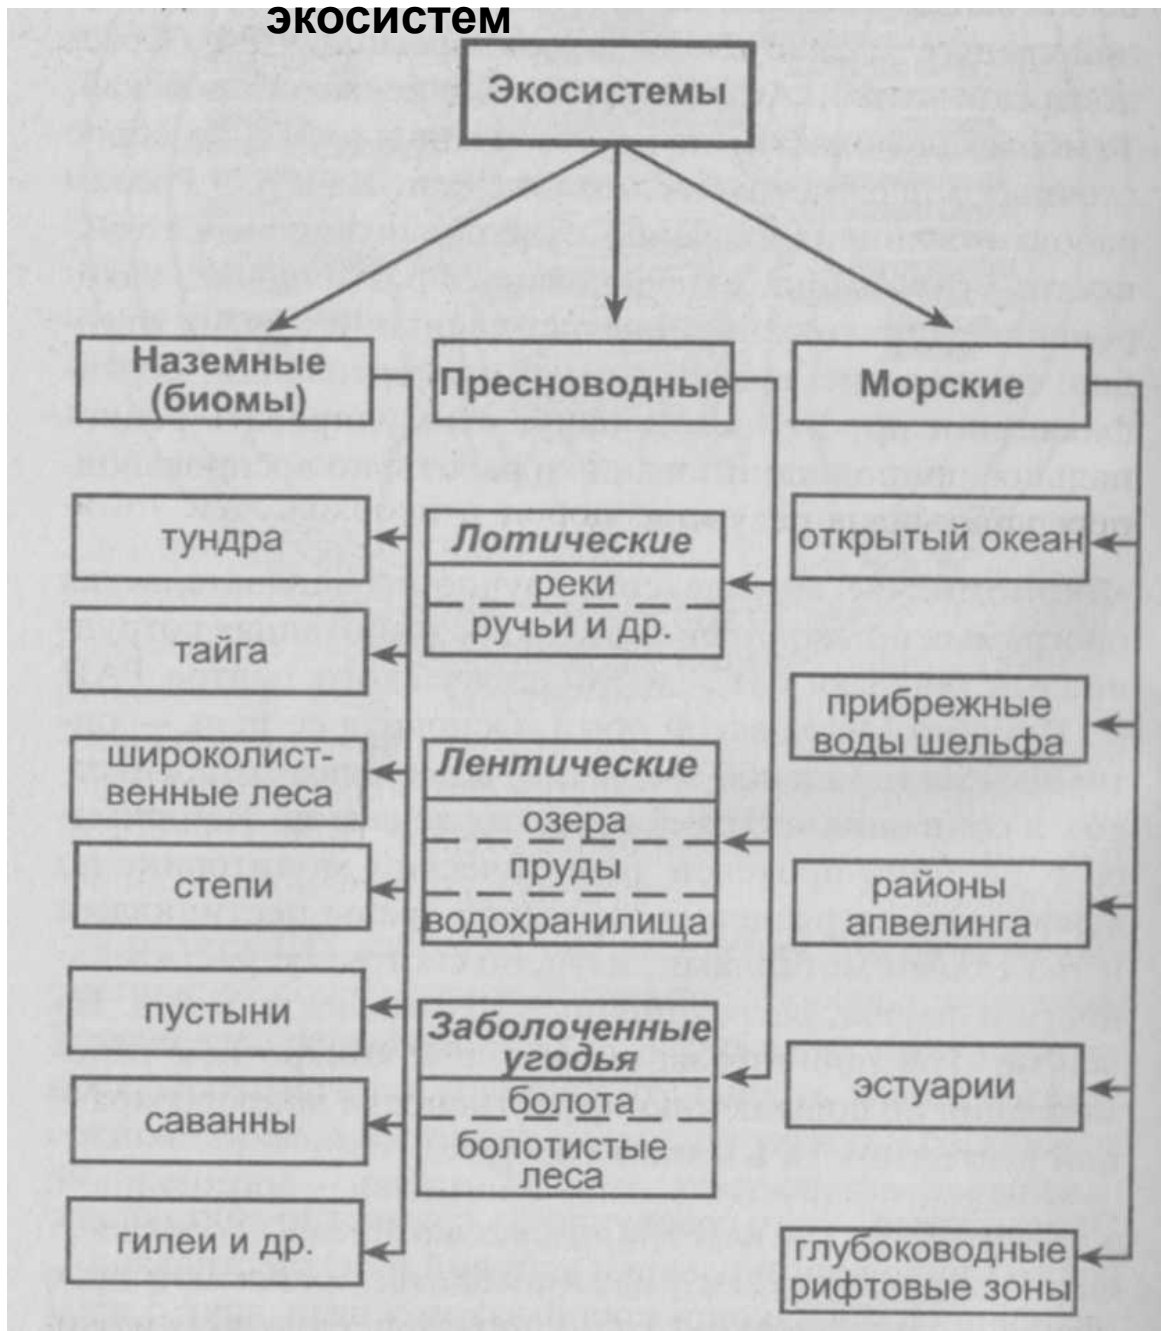 экосистем
Экосистемы
Наземные
(биомы)
тундра
тайга
широколист-
венные леса
степи
пустыни
саванны
гилеи и др.
Пресноводные
Лотические
реки
ручьи и др.
Лентические
озера
пруды
водохранилища
Заболоченные
угодья
болота
болотистые
леса
Морские
открытый океан
прибрежные
воды шельфа
районы
апвелинга
эстуарии
глубоководные
рифтовые зоны